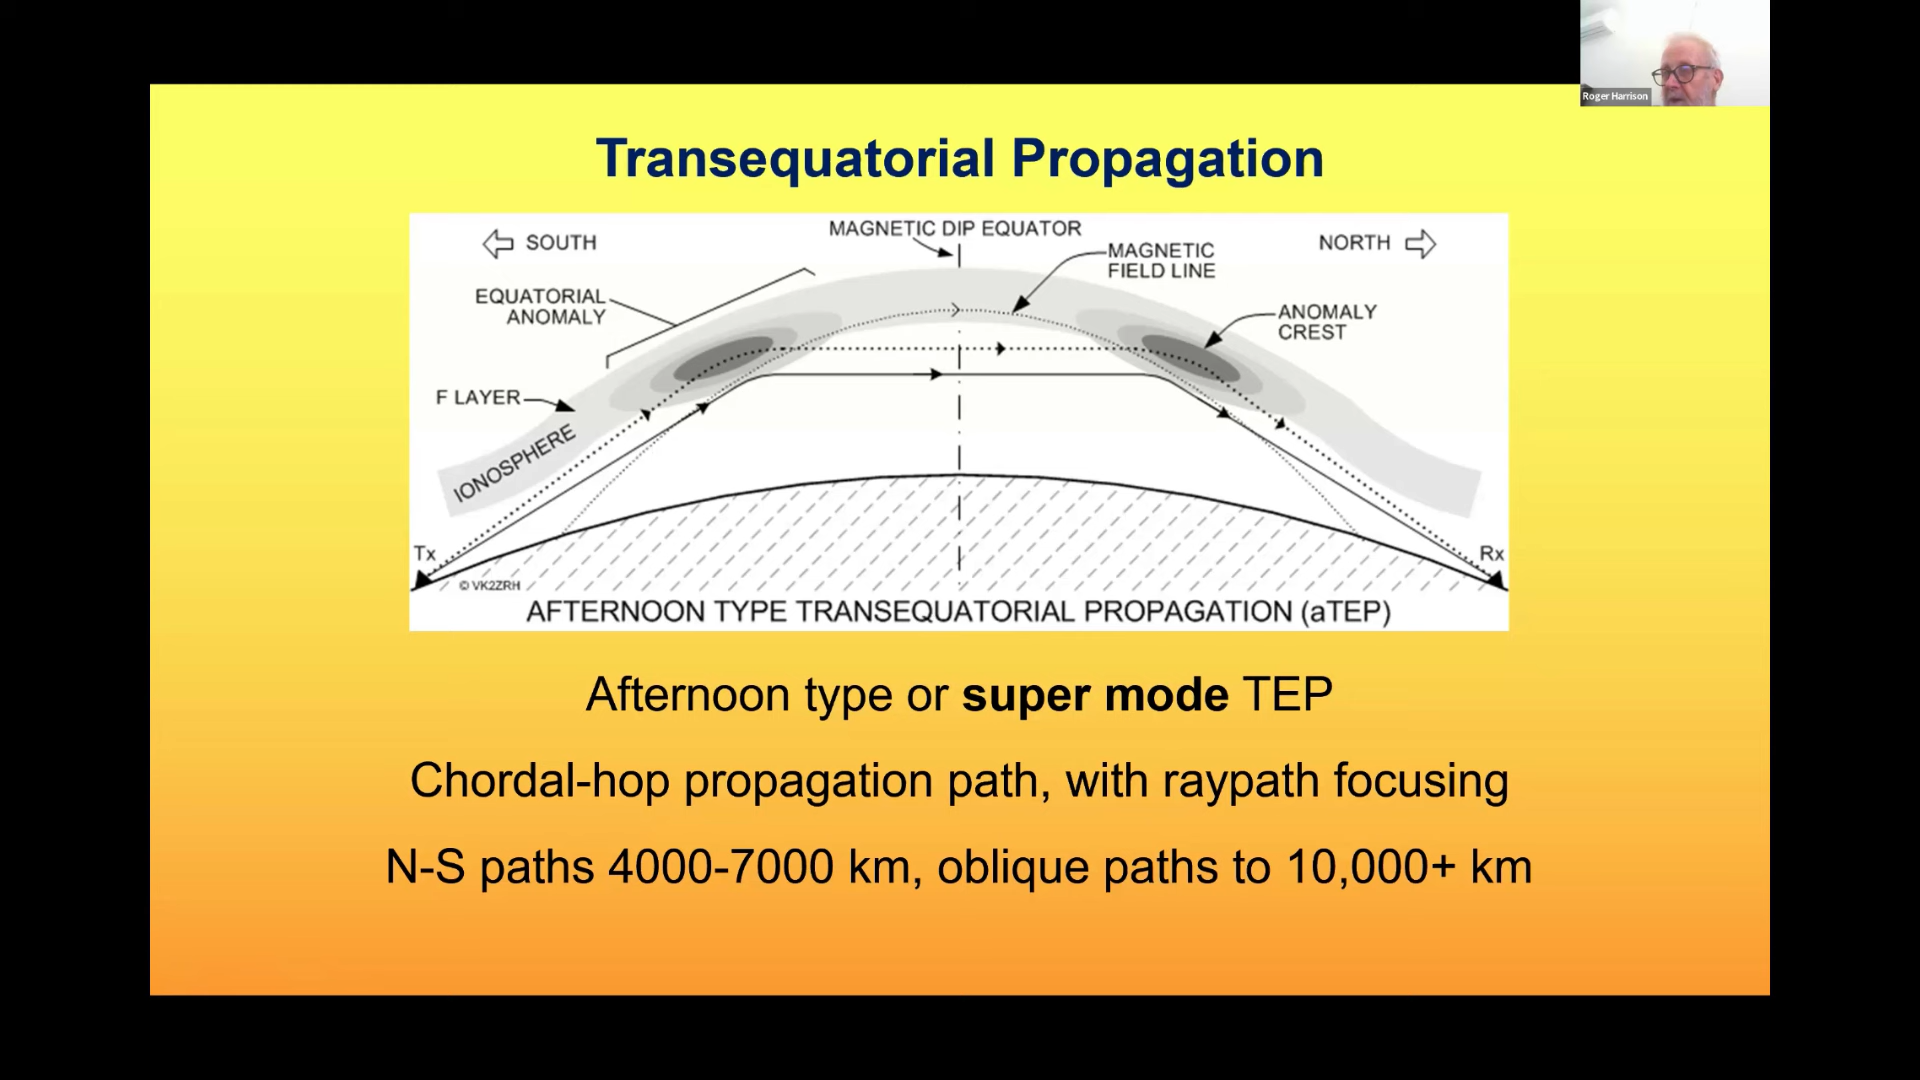 Roger Harrison
Transequatorial Propagation
MAGNETIC DIP EQUATOR
SOUTH
NORTH
MAGNETIC
FIELD LINE
EQUATORIAL
ANOMALY
ANOMALY
CREST
F LAYER
IONOSPHERE
Tx
Rx
© VK2ZRH
AFTERNOON TYPE TRANSEQUATORIAL PROPAGATION (aTEP)
Afternoon type or super mode TEP
Chordal-hop propagation path, with raypath focusing
N-S paths 4000-7000 km, oblique paths to 10,000+ km